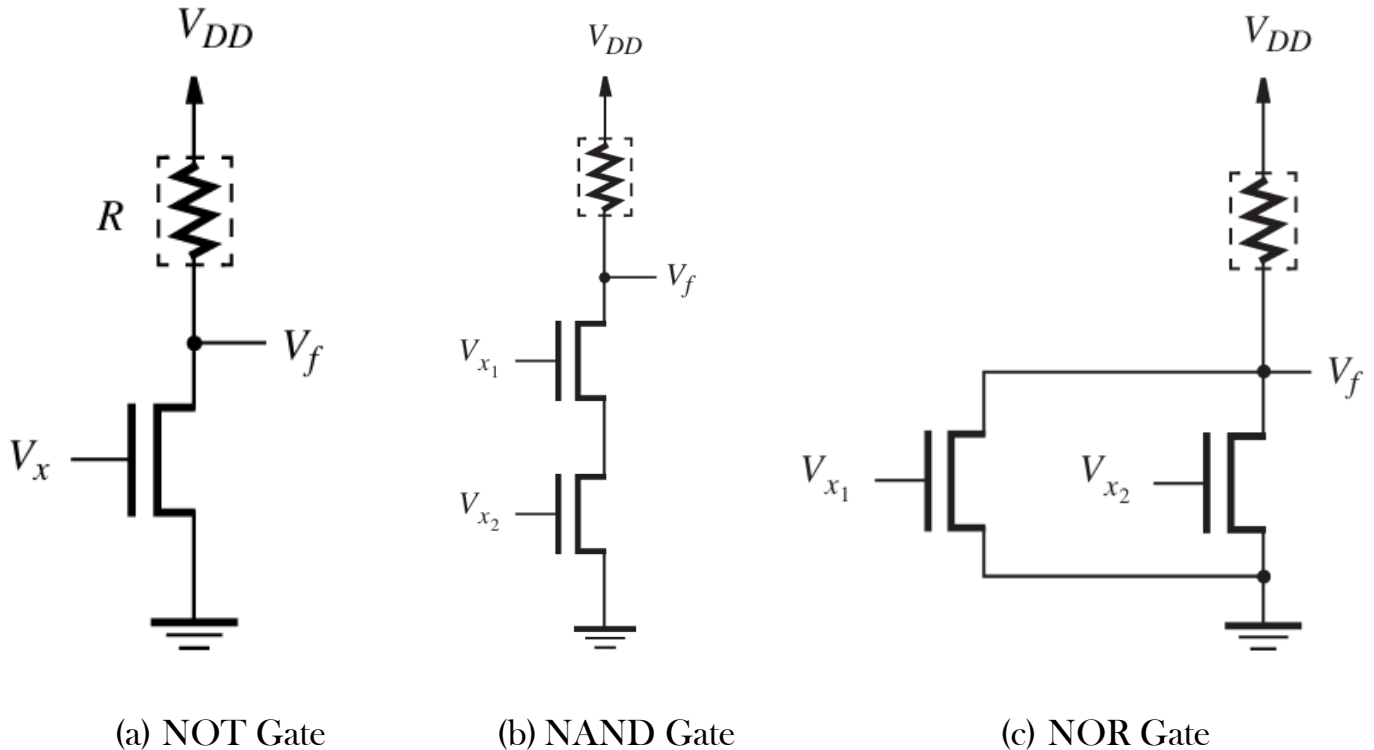 V_DD
R
V_f
V_x
(a) NOT Gate
V_DD
V_f
V_x1
V_x2
(b) NAND Gate
V_DD
V_f
V_x1
V_x2
(c) NOR Gate